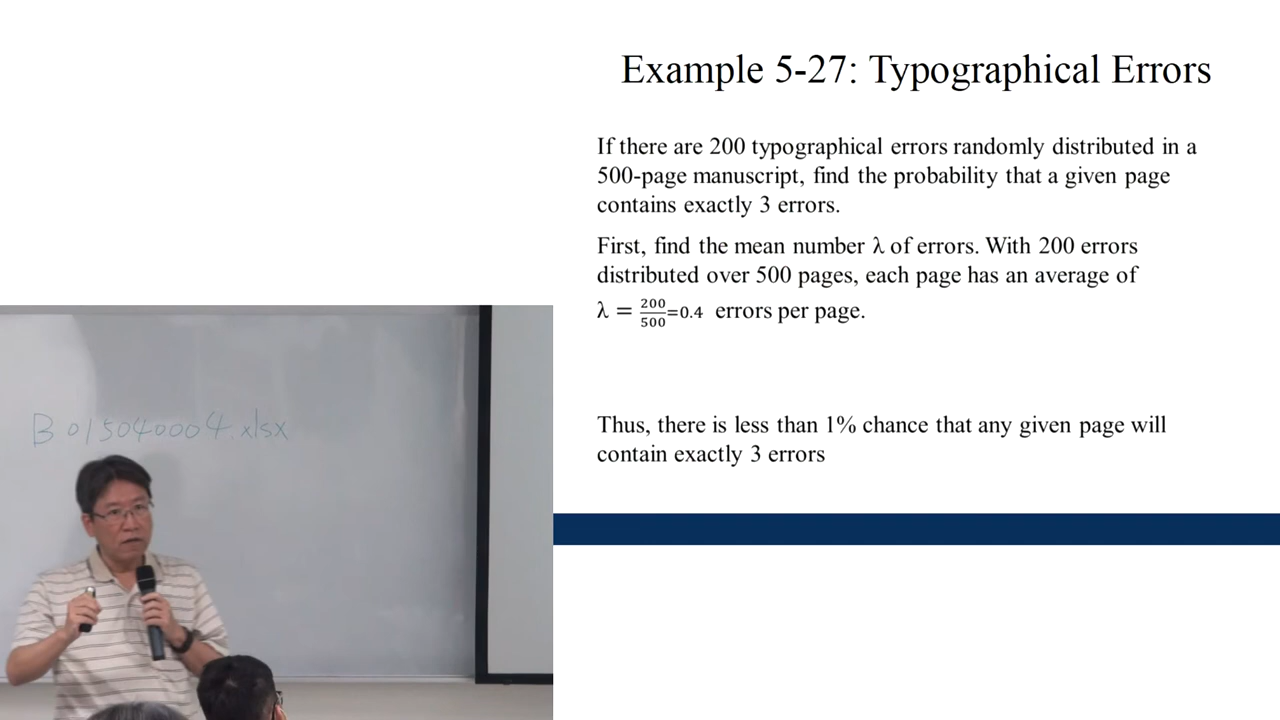 Example 5-27: Typographical Errors
If there are 200 typographical errors randomly distributed in a
500-page manuscript, find the probability that a given page
contains exactly 3 errors.
First, find the mean number λ of errors. With 200 errors
distributed over 500 pages, each page has an average of
λ = 200/500=0.4 errors per page.
Thus, there is less than 1% chance that any given page will
contain exactly 3 errors
B015040004.xlsx